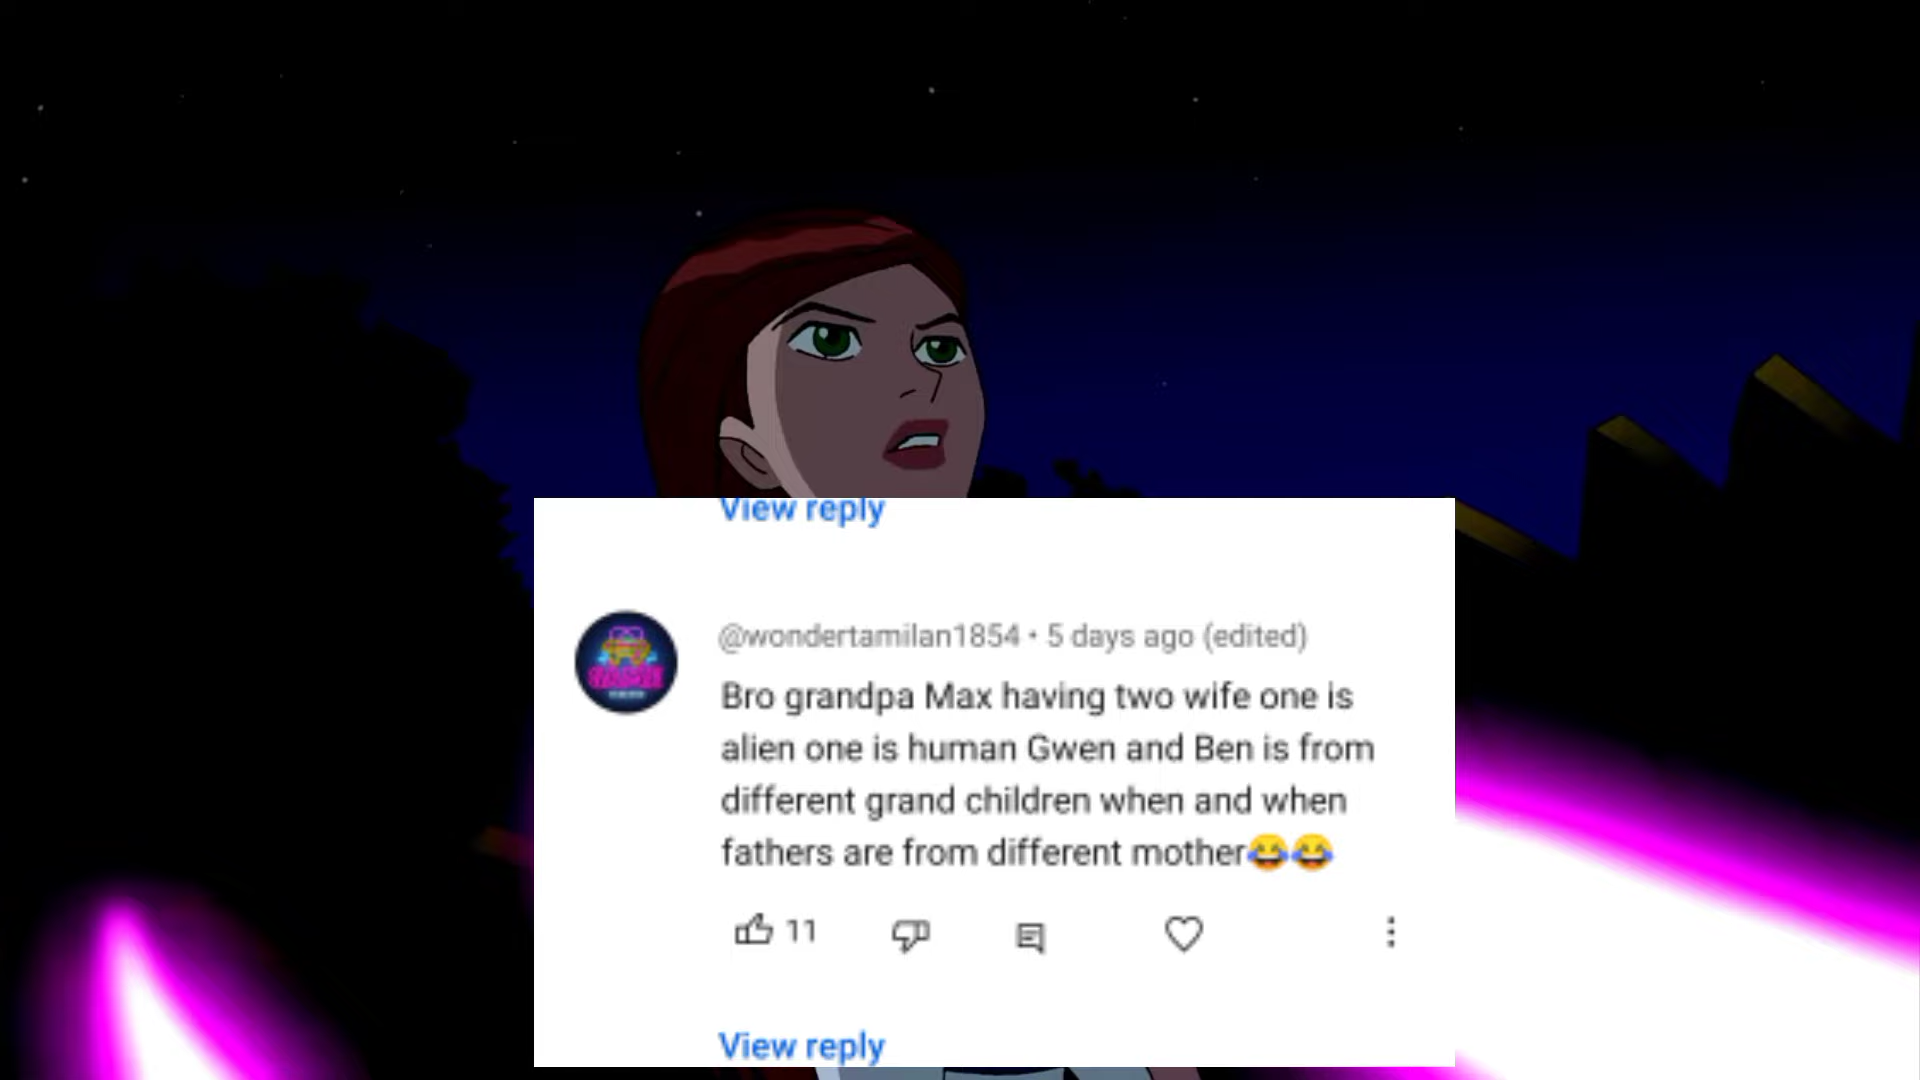 View reply
@wondertamilan1854 • 5 days ago (edited)
Bro grandpa Max having two wife one is
alien one is human Gwen and Ben is from
different grand children when and when
fathers are from different mother😂😂
11
View reply